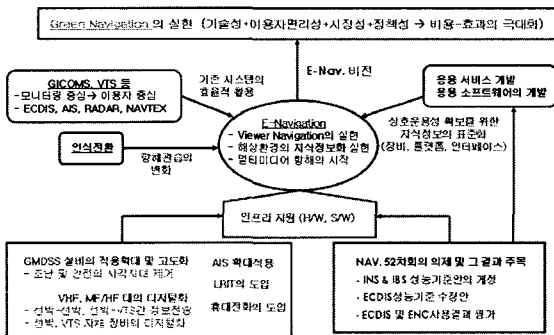 Green Navigation의 실현 (기술성+이용자편리성+시장성+정책성 → 비용-효과의 극대화)
E-Nav. 비전
GICOMS, VTS 등
- 모니터링 중심→ 이용자 중심
- ECDIS, AIS, RADAR, NAVTEX
기존 시스템의
효율적 활용
응용 서비스 개발
응용 소프트웨어의 개발
E-Navigation
- Viewer Navigation의 실현
- 해상환경의 지식정보화 실현
- 멀티미디어 항해의 시작
상호운용성 확보를 위한
지식정보의 표준화
(장비, 플랫폼, 인터페이스)
인식전환
항해관습의
변화
인프라 지원 (H/W, S/W)
GMDSS 설비의 적용확대 및 고도화
- 조난 및 안전의 사각지대 제거
VHF, MF/HF 대의 디지털화
- 선박-선박, 선박-VTS간 정보전송
- 선박, VTS 자체 장비의 디지털화
AIS 확대적용
LRIT의 도입
휴대전화의 도입
NAV. 52차회의 의제 및 그 결과 주목
- INS & IBS 성능기준안의 개정
- ECDIS성능기준 수정안
- ECDIS 및 ENC사용결과 평가